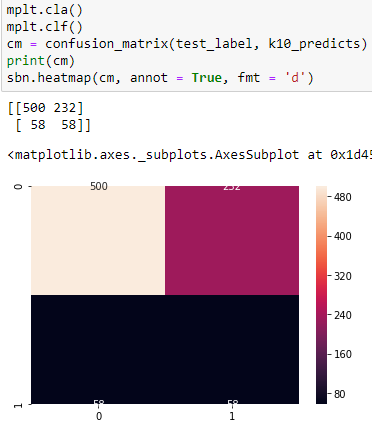 mplt.cla()
mplt.clf()
cm = confusion_matrix(test_label, k10_predicts)
print(cm)
sbn.heatmap(cm, annot = True, fmt = 'd')
[[500 232]
 [ 58  58]]
<matplotlib.axes._subplots.AxesSubplot at 0x1d45
0
500
232
480
400
320
240
160
80
1
58
58
0
1